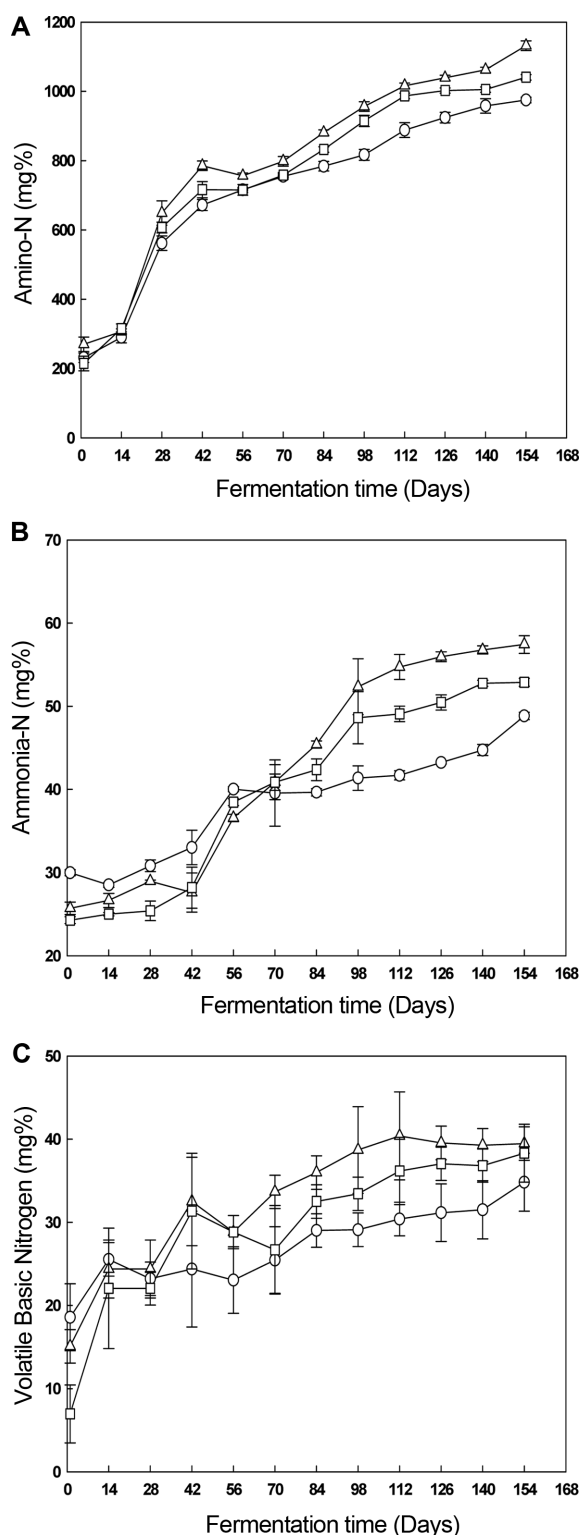 A
1200
1000
800
600
400
200
0
Amino-N (mg%)
0 14 28 42 56 70 84 98 112 126 140 154 168
Fermentation time (Days)
B
70
60
50
40
30
20
Ammonia-N (mg%)
0 14 28 42 56 70 84 98 112 126 140 154 168
Fermentation time (Days)
C
50
40
30
20
10
0
Volatile Basic Nitrogen (mg%)
0 14 28 42 56 70 84 98 112 126 140 154 168
Fermentation time (Days)